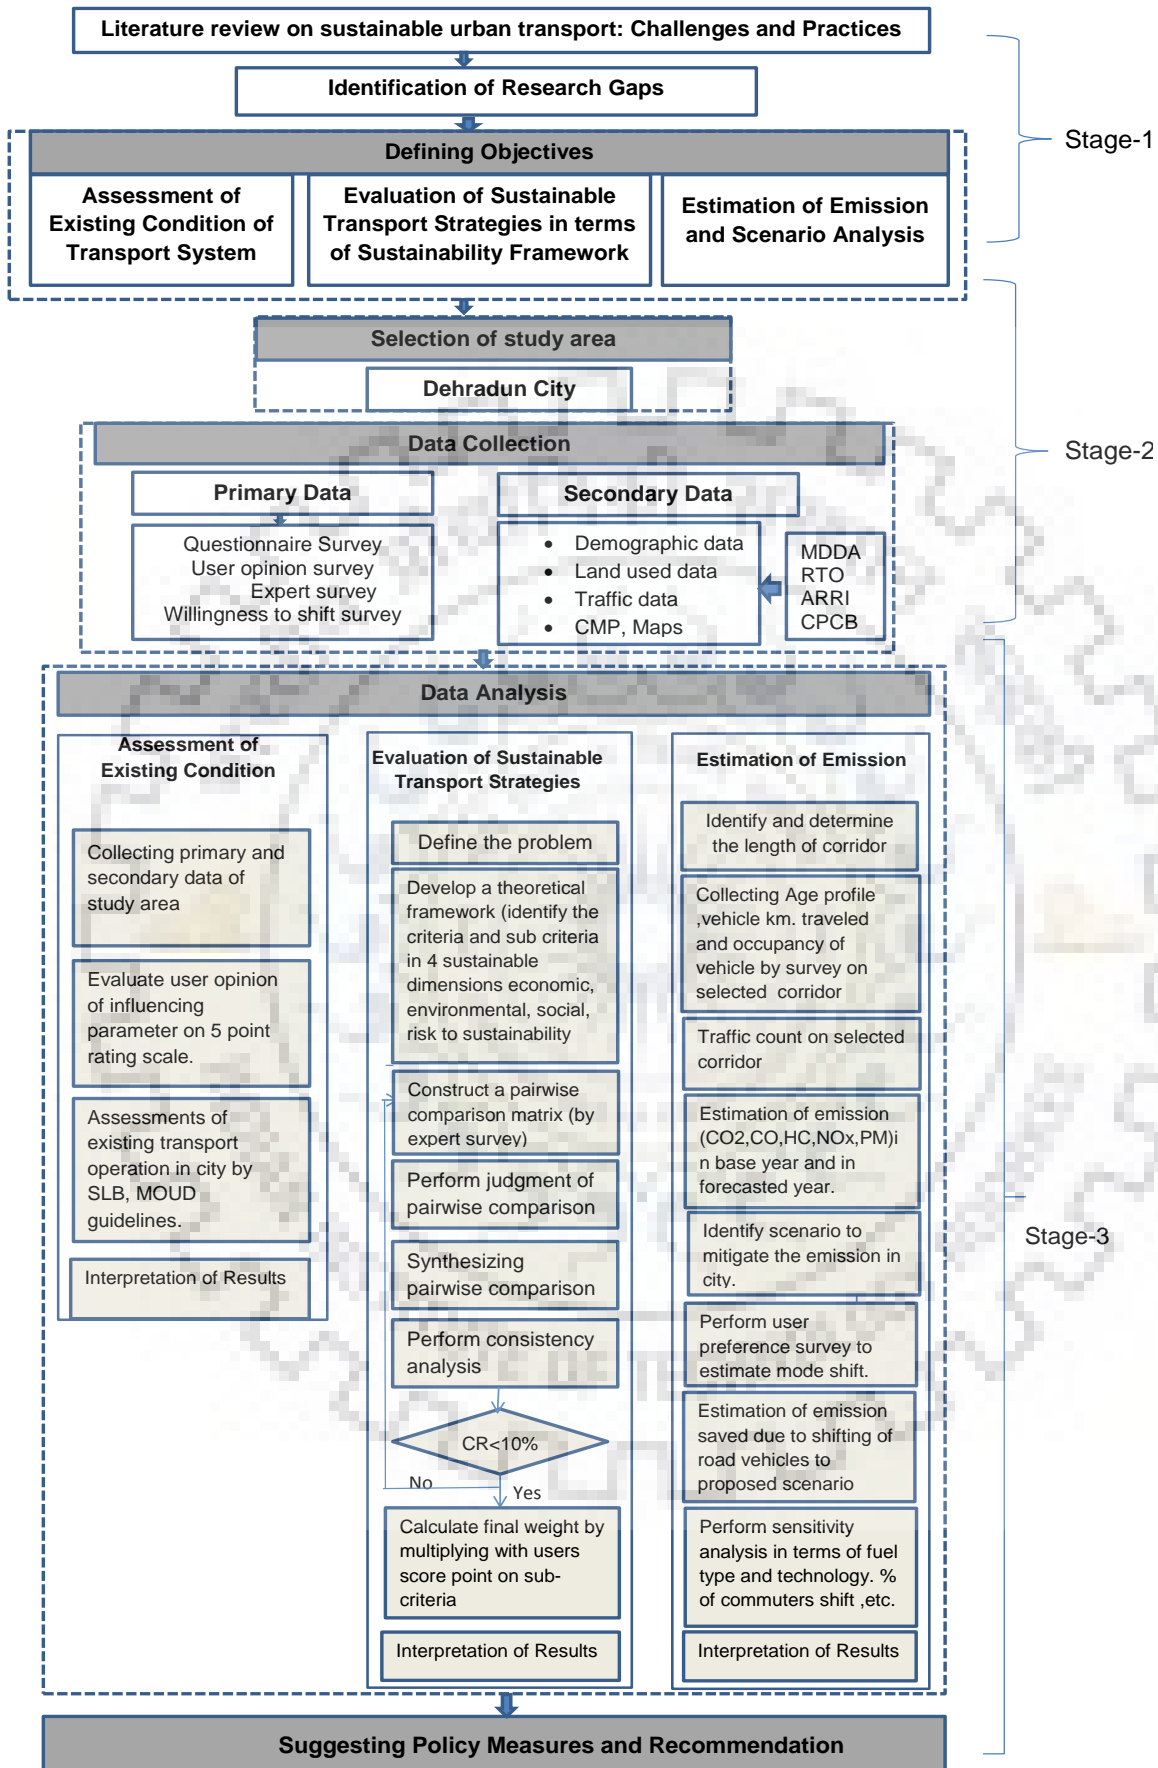 Literature review on sustainable urban transport: Challenges and Practices
Identification of Research Gaps
Stage-1
Defining Objectives
Assessment of
Existing Condition of
Transport System
Evaluation of Sustainable
Transport Strategies in terms
of Sustainability Framework
Estimation of Emission
and Scenario Analysis
Selection of study area
Dehradun City
Stage-2
Data Collection
Primary Data
Questionnaire Survey
User opinion survey
Expert survey
Willingness to shift survey
Secondary Data
• Demographic data
• Land used data
• Traffic data
• CMP, Maps
MDDA
RTO
ARRI
CPCB
Data Analysis
Assessment of
Existing Condition
Collecting primary and
secondary data of
study area
Evaluate user opinion
of influencing
parameter on 5 point
rating scale.
Assessments of
existing transport
operation in city by
SLB, MOUD
guidelines.
Interpretation of Results
Evaluation of Sustainable
Transport Strategies
Define the problem
Develop a theoretical
framework (identify the
criteria and sub criteria
in 4 sustainable
dimensions economic,
environmental, social,
risk to sustainability
Construct a pairwise
comparison matrix (by
expert survey)
Perform judgment of
pairwise comparison
Synthesizing
pairwise comparison
Perform consistency
analysis
CR<10%
No
Yes
Calculate final weight by
multiplying with users
score point on sub-
criteria
Interpretation of Results
Estimation of Emission
Identify and determine
the length of corridor
Collecting Age profile
,vehicle km. traveled
and occupancy of
vehicle by survey on
selected corridor
Traffic count on selected
corridor
Estimation of emission
(CO2,CO,HC,NOx,PM)i
n base year and in
forecasted year.
Identify scenario to
mitigate the emission in
city.
Perform user
preference survey to
estimate mode shift.
Estimation of emission
saved due to shifting of
road vehicles to
proposed scenario
Perform sensitivity
analysis in terms of fuel
type and technology. %
of commuters shift ,etc.
Interpretation of Results
Stage-3
Suggesting Policy Measures and Recommendation